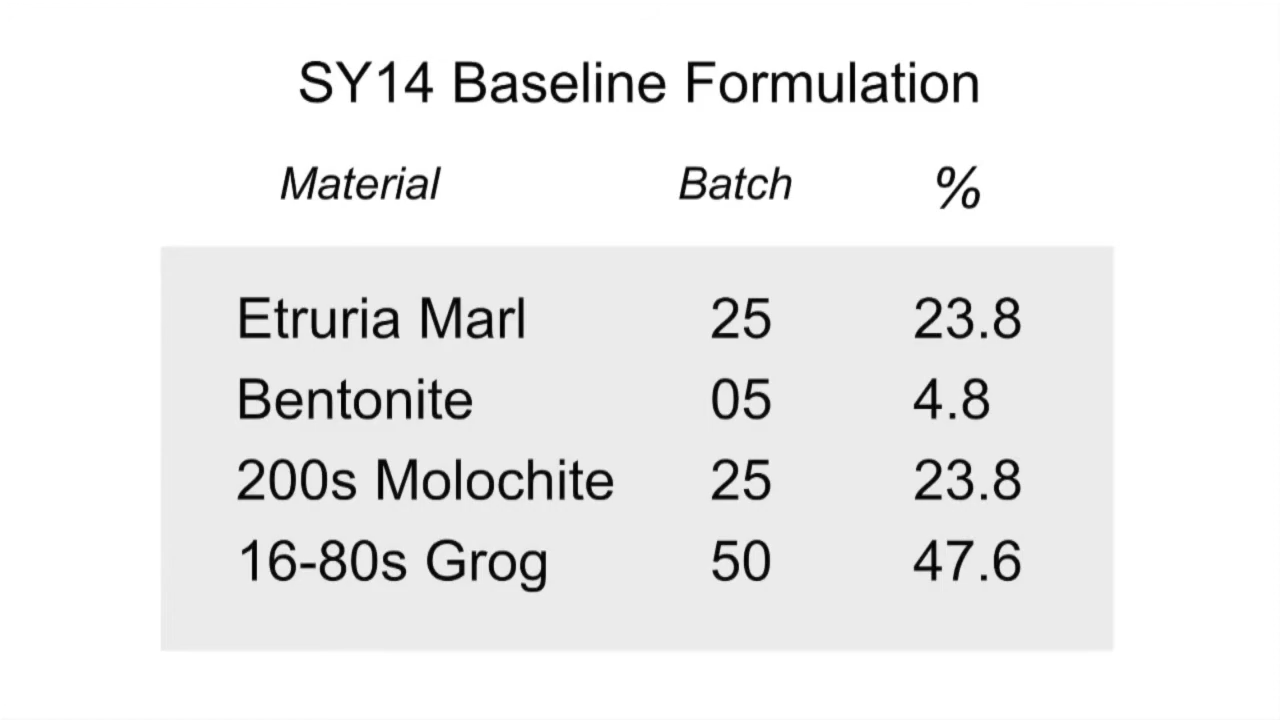 SY14 Baseline Formulation
Material Batch %
Etruria Marl 25 23.8
Bentonite 05 4.8
200s Molochite 25 23.8
16-80s Grog 50 47.6